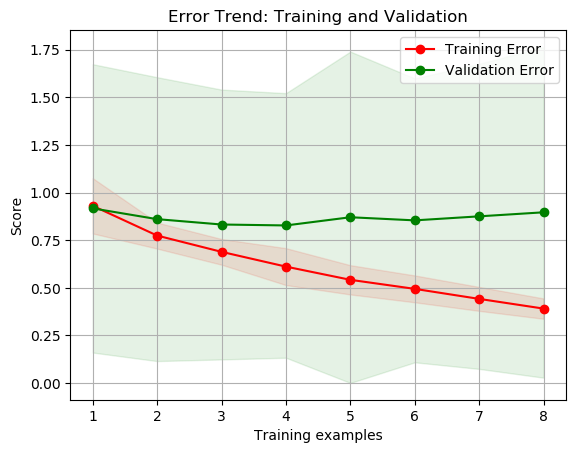 Error Trend: Training and Validation
Training Error
Validation Error
1.75
1.50
1.25
1.00
0.75
0.50
0.25
0.00
Score
1 2 3 4 5 6 7 8
Training examples